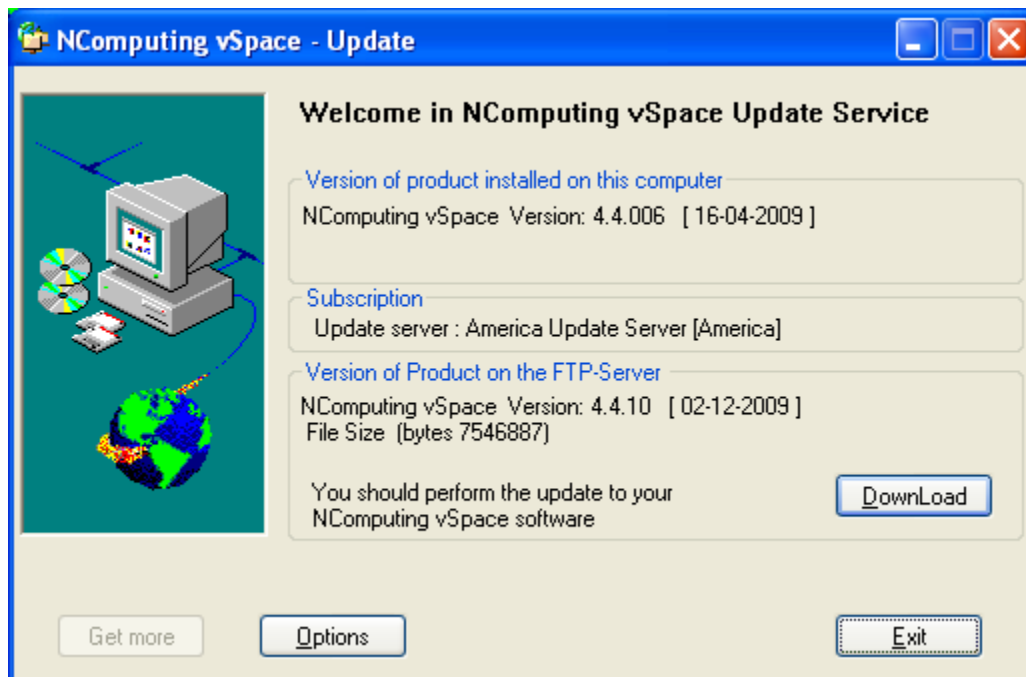 NComputing vSpace - Update
Welcome in NComputing vSpace Update Service
Version of product installed on this computer
NComputing vSpace Version: 4.4.006 [ 16-04-2009 ]
Subscription
Update server : America Update Server [America]
Version of Product on the FTP-Server
NComputing vSpace Version: 4.4.10 [ 02-12-2009 ]
File Size (bytes 7546887)
You should perform the update to your
NComputing vSpace software
DownLoad
Get more
Options
Exit